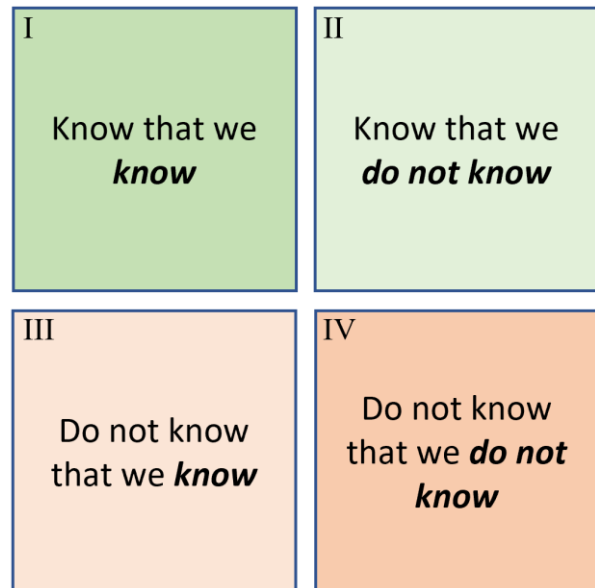 I
Know that we
know
II
Know that we
do not know
III
Do not know
that we know
IV
Do not know
that we do not
know